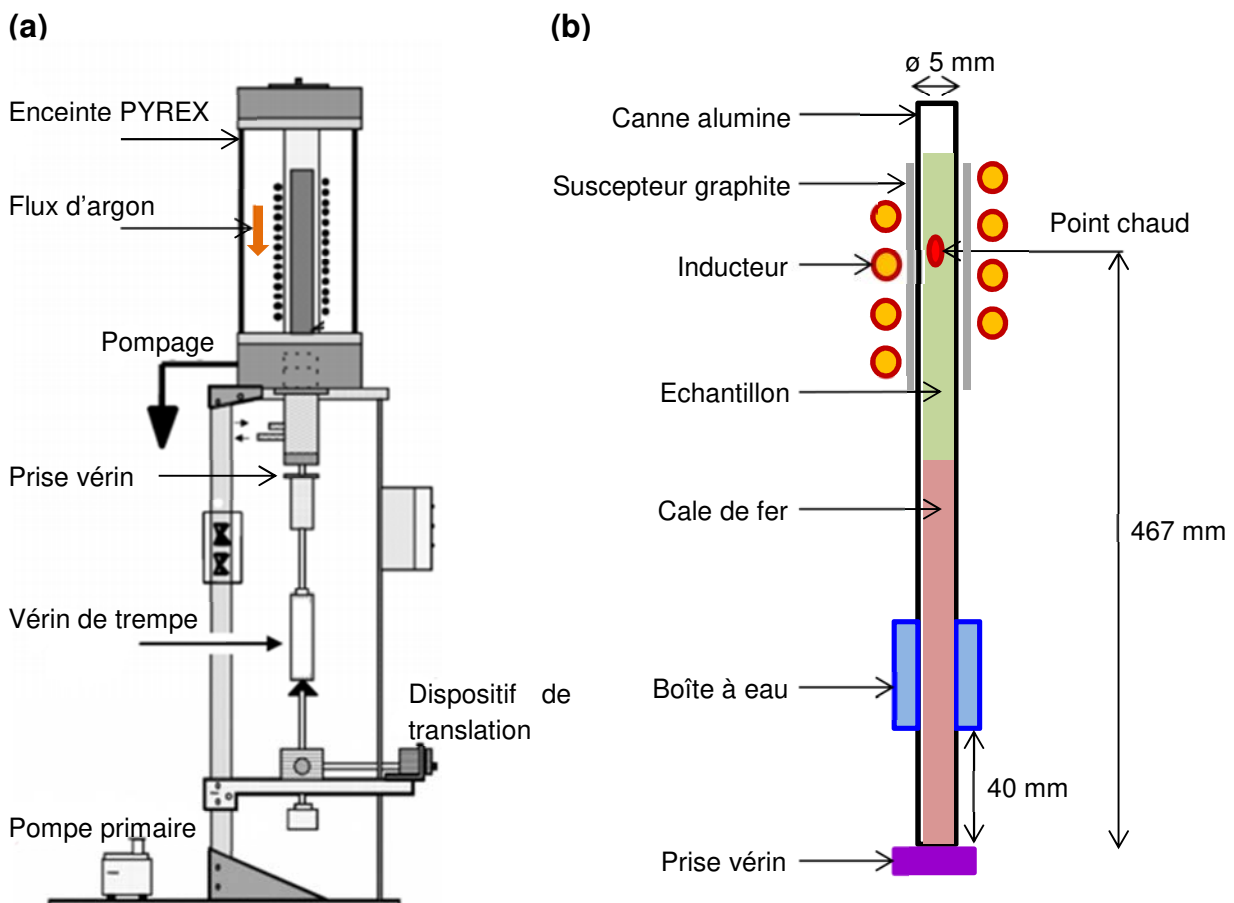 (a)
Enceinte PYREX
Flux d’argon
Pompage
Prise vérin
Vérin de trempe
Dispositif de
translation
Pompe primaire
(b)
ø 5 mm
Canne alumine
Suscepteur graphite
Point chaud
Inducteur
Echantillon
Cale de fer
467 mm
Boîte à eau
40 mm
Prise vérin